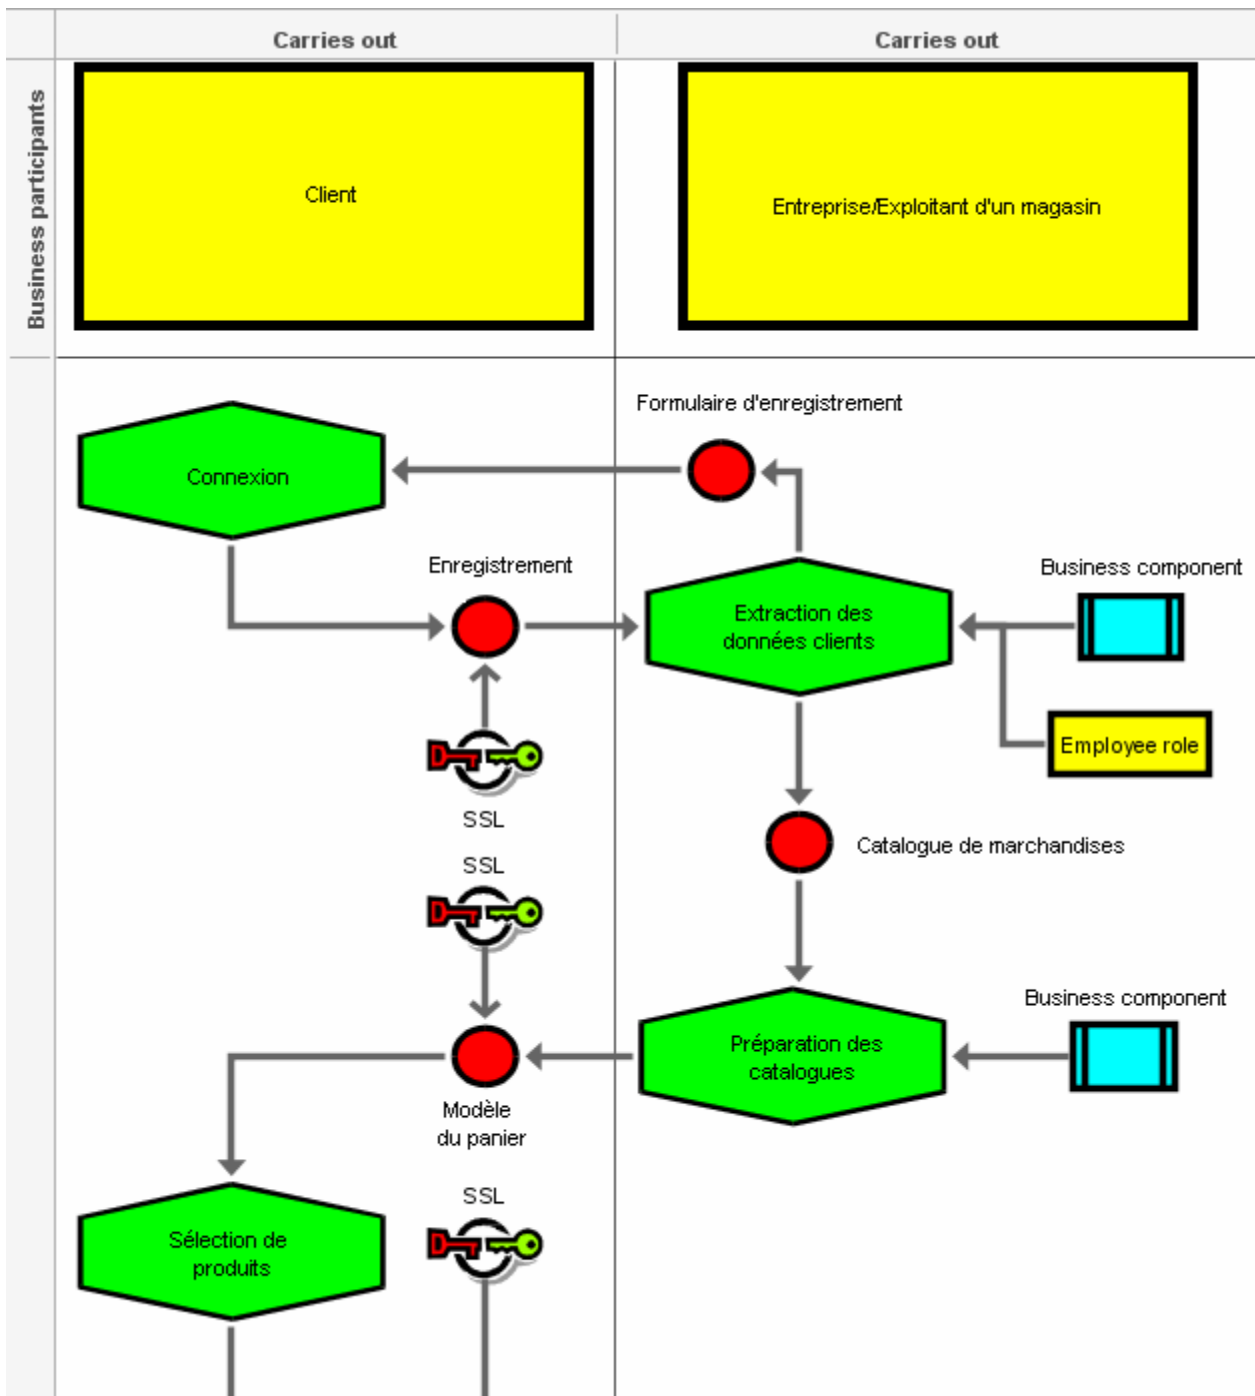 Carries out
Carries out
Business participants
Client
Entreprise/Exploitant d'un magasin
Formulaire d'enregistrement
Connexion
Enregistrement
Business component
Extraction des
données clients
Employee role
SSL
Catalogue de marchandises
SSL
Business component
Préparation des
catalogues
Modèle
du panier
SSL
Sélection de
produits